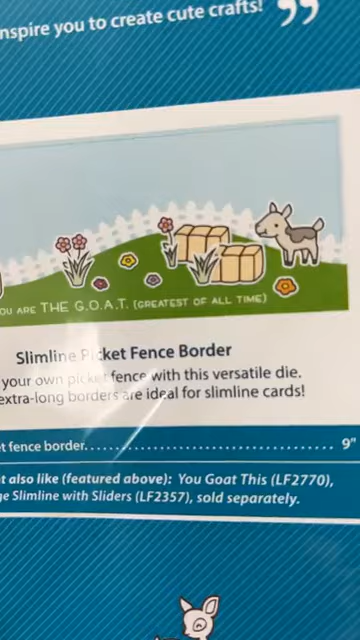 nspire you to create cute crafts! ”
OU ARE THE G.O.A.T. (GREATEST OF ALL TIME)
Slimline Picket Fence Border
your own picket fence with this versatile die.
extra-long borders are ideal for slimline cards!
t fence border. . . . . . . . . . . . . . . . . . . . . . . . . . . . . . . . . . . . . . . . 9"
t also like (featured above): You Goat This (LF2770),
ge Slimline with Sliders (LF2357), sold separately.